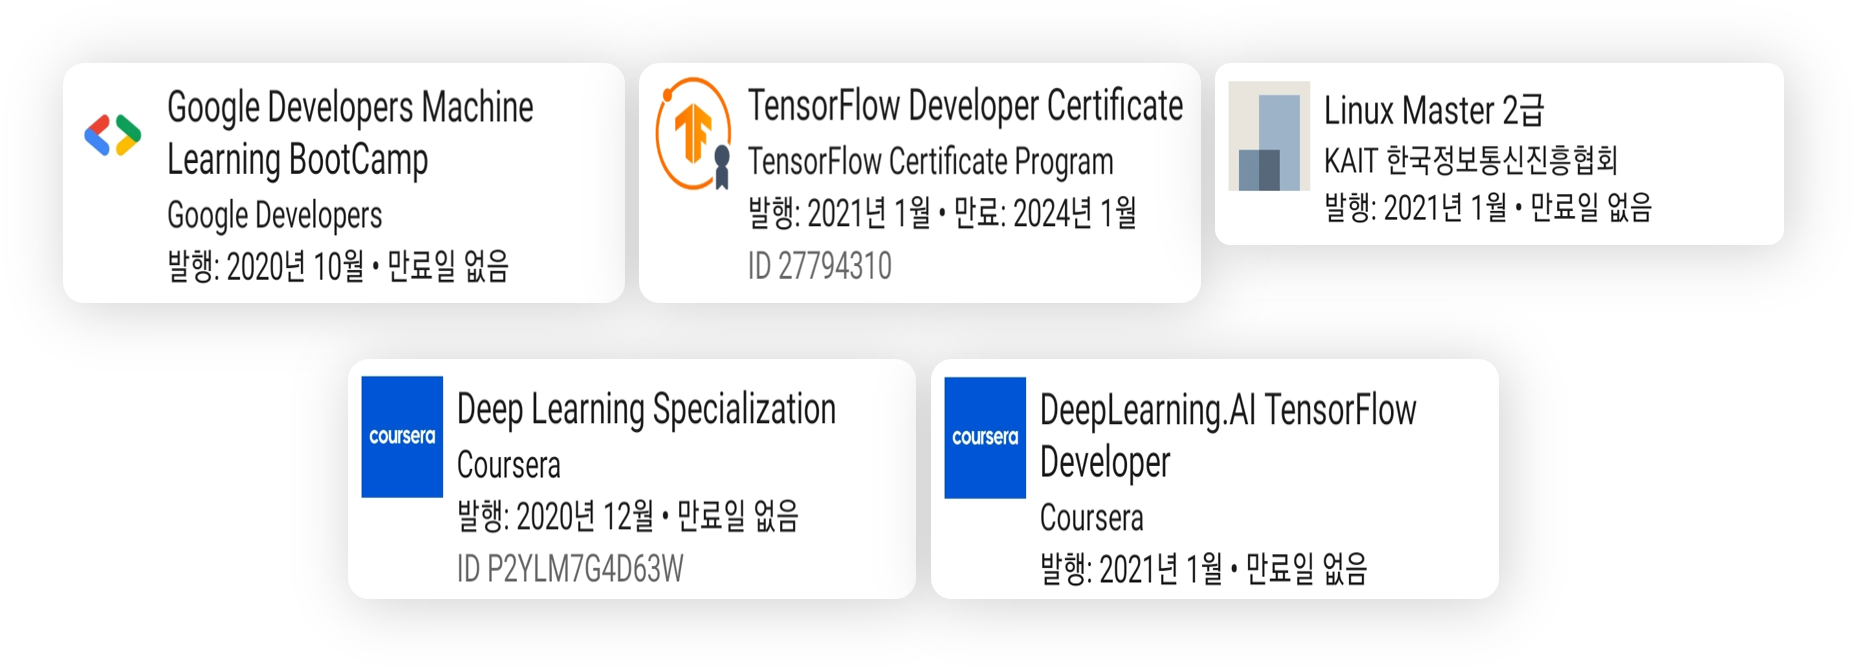 Google Developers Machine
Learning BootCamp
Google Developers
발행: 2020년 10월 • 만료일 없음
TensorFlow Developer Certificate
TensorFlow Certificate Program
발행: 2021년 1월 • 만료: 2024년 1월
ID 27794310
Linux Master 2급
KAIT 한국정보통신진흥협회
발행: 2021년 1월 • 만료일 없음
coursera
Deep Learning Specialization
Coursera
발행: 2020년 12월 • 만료일 없음
ID P2YLM7G4D63W
coursera
DeepLearning.AI TensorFlow
Developer
Coursera
발행: 2021년 1월 • 만료일 없음